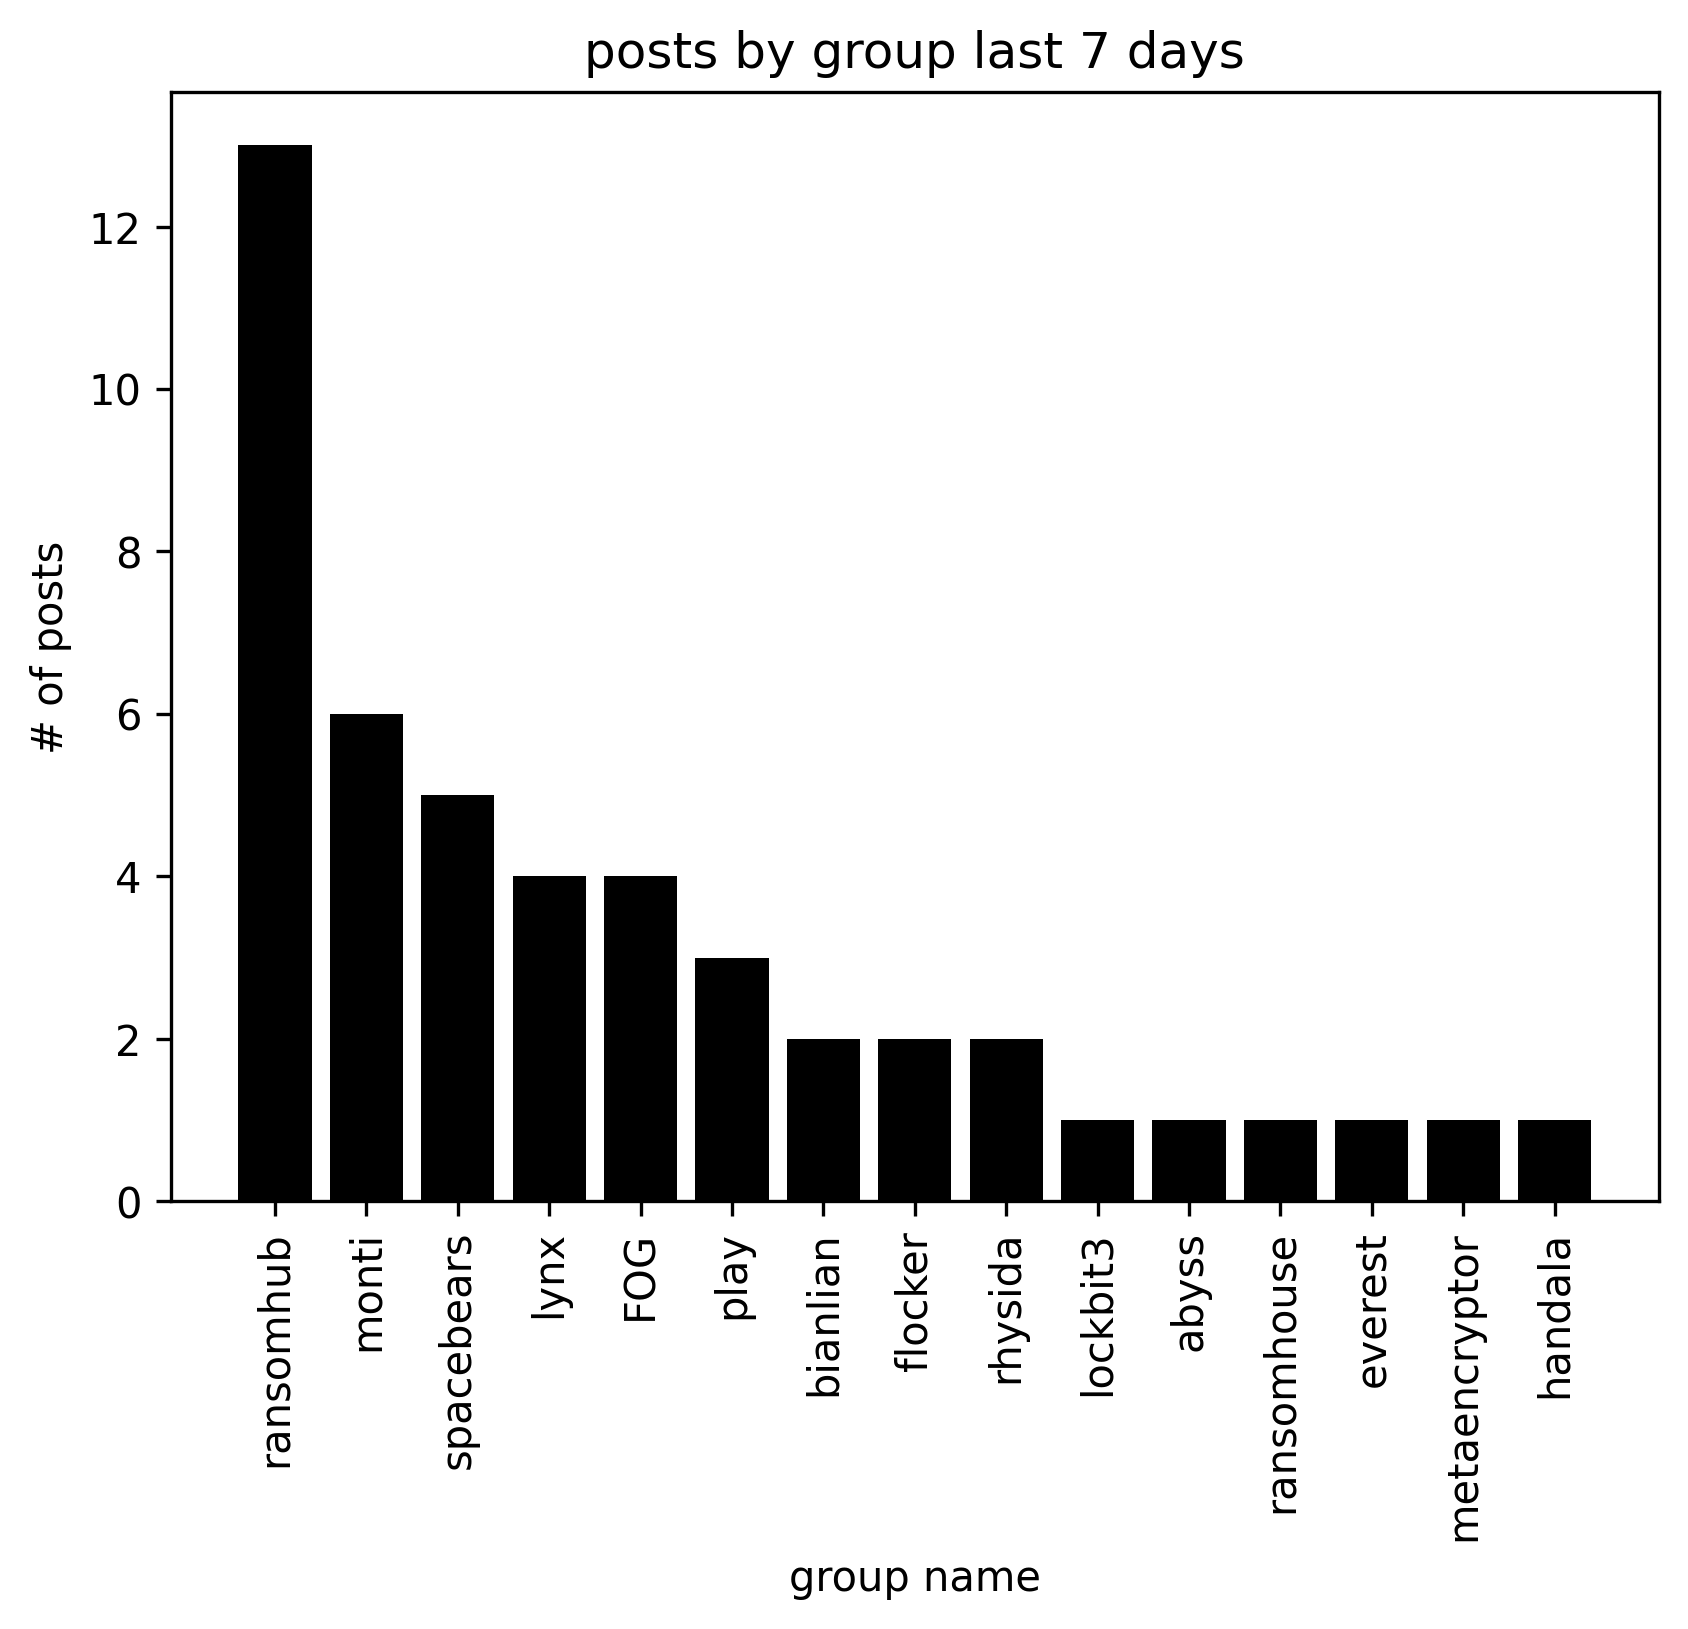 posts by group last 7 days
12
10
8
6
4
2
0
# of posts
ransomhub
monti
spacebears
lynx
FOG
play
bianlian
flocker
rhysida
lockbit3
abyss
ransomhouse
everest
metaencryptor
handala
group name